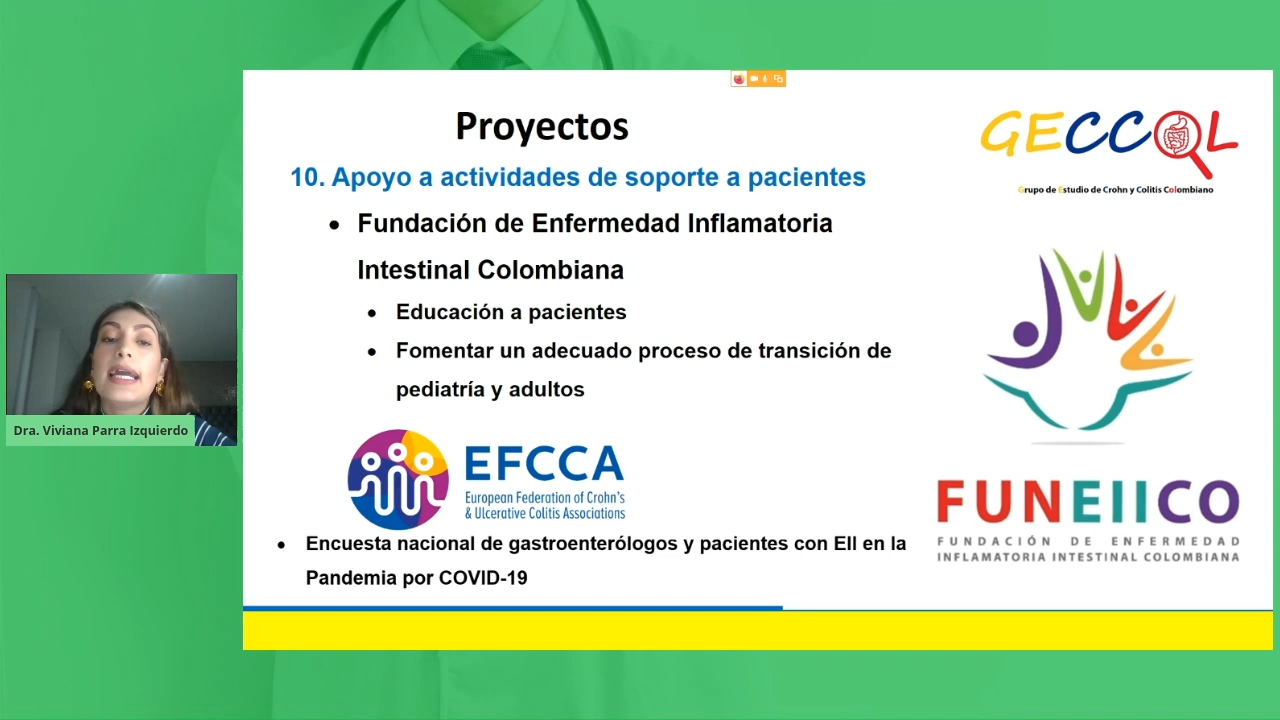 Proyectos
GECCOL
Grupo de Estudio de Crohn y Colitis Colombiano
10. Apoyo a actividades de soporte a pacientes
• Fundación de Enfermedad Inflamatoria
Intestinal Colombiana
• Educación a pacientes
• Fomentar un adecuado proceso de transición de
pediatría y adultos
Dra. Viviana Parra Izquierdo
EFCCA
European Federation of Crohn's
& Ulcerative Colitis Associations
FUNEIICO
FUNDACIÓN DE ENFERMEDAD
INFLAMATORIA INTESTINAL COLOMBIANA
• Encuesta nacional de gastroenterólogos y pacientes con EII en la
Pandemia por COVID-19